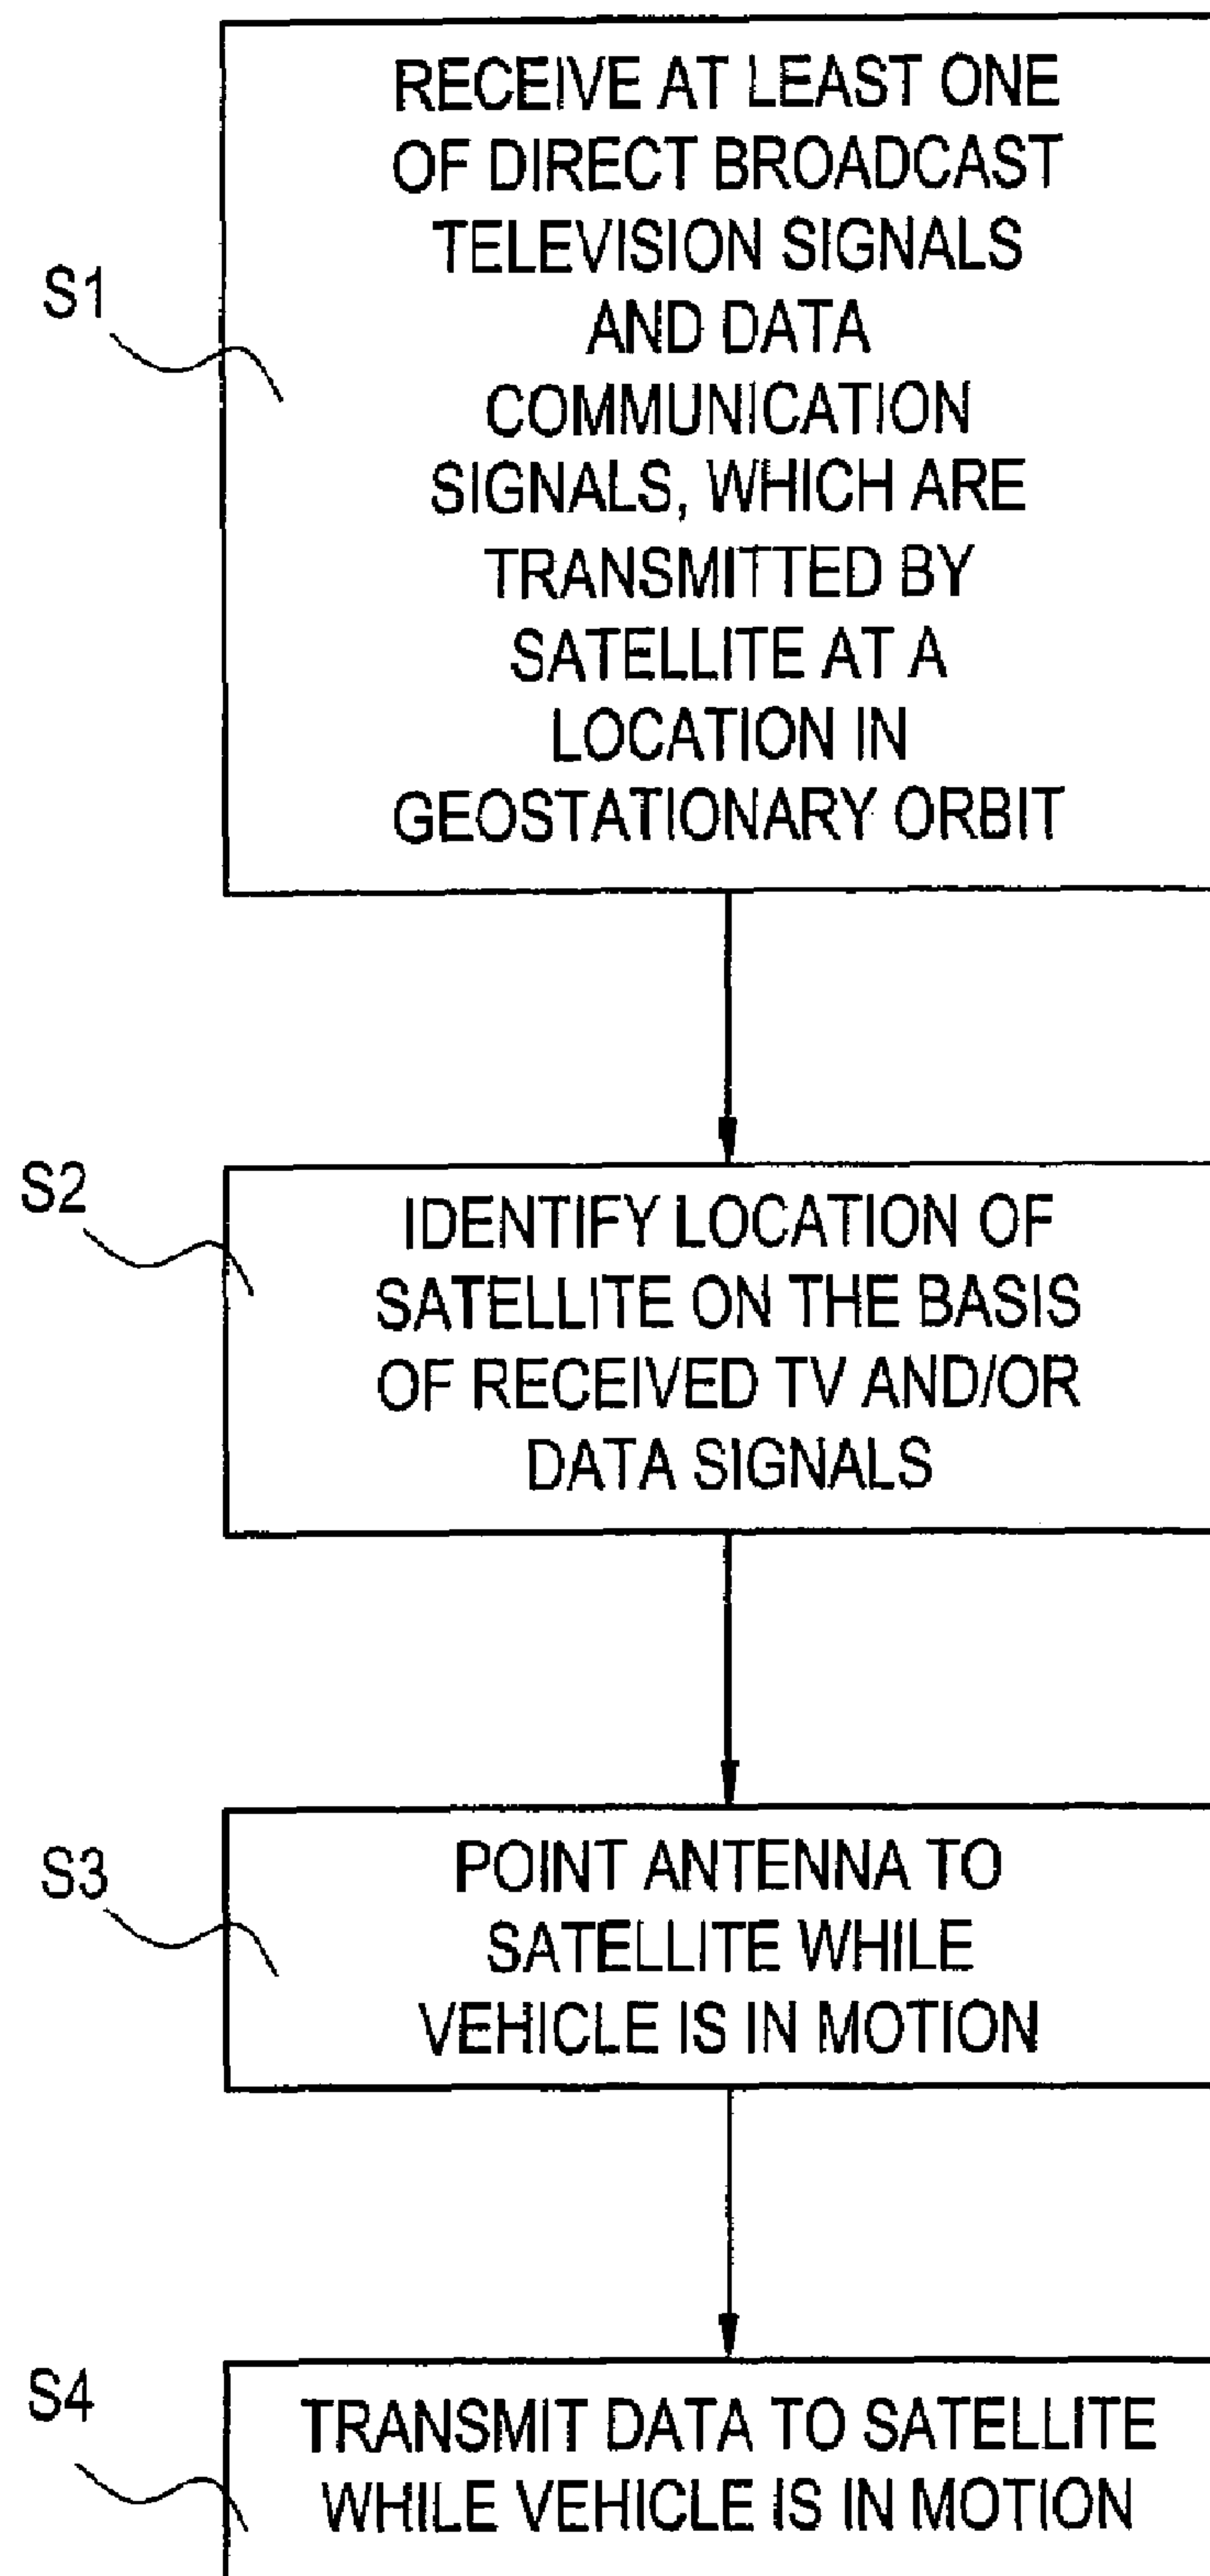 RECEIVE AT LEAST ONE
OF DIRECT BROADCAST
TELEVISION SIGNALS
AND DATA
COMMUNICATION
SIGNALS, WHICH ARE
TRANSMITTED BY
SATELLITE AT A
LOCATION IN
GEOSTATIONARY ORBIT
S1
S2
IDENTIFY LOCATION OF
SATELLITE ON THE BASIS
OF RECEIVED TV AND/OR
DATA SIGNALS
S3
POINT ANTENNA TO
SATELLITE WHILE
VEHICLE IS IN MOTION
S4
TRANSMIT DATA TO SATELLITE
WHILE VEHICLE IS IN MOTION